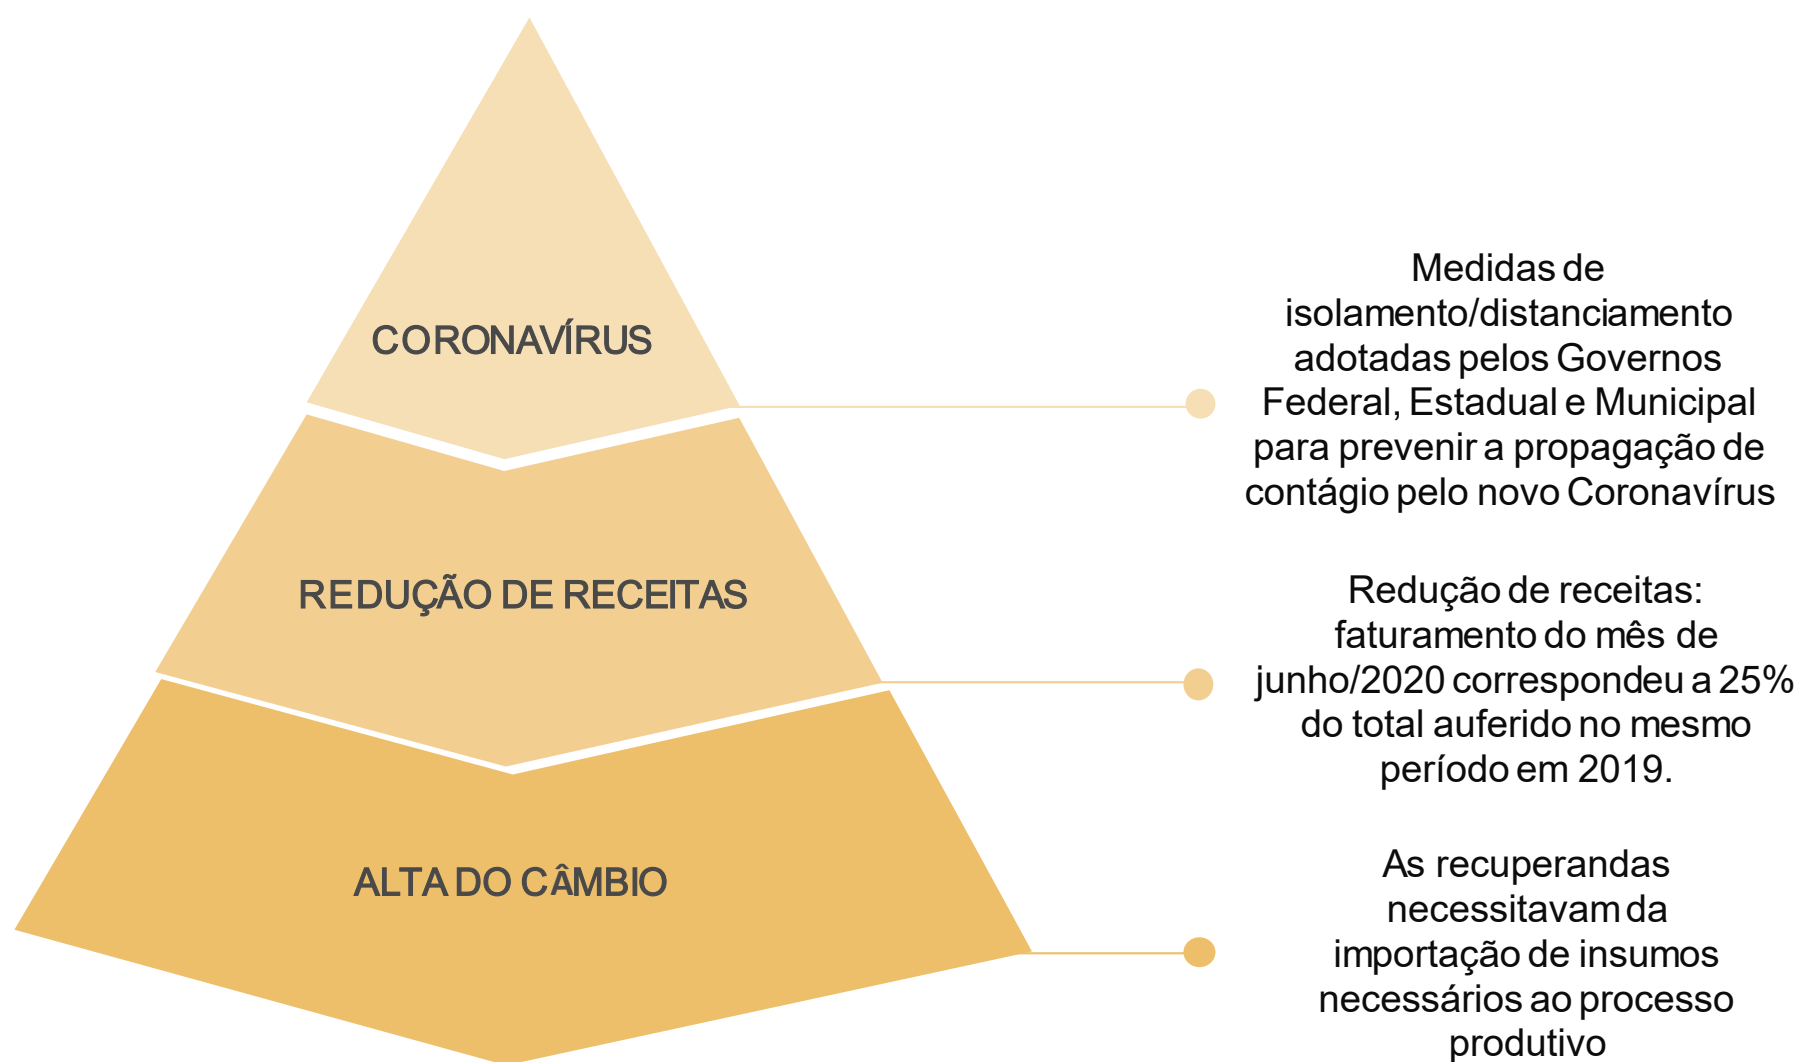 CORONAVÍRUS
Medidas de
isolamento/distanciamento
adotadas pelos Governos
Federal, Estadual e Municipal
para prevenir a propagação de
contágio pelo novo Coronavírus
REDUÇÃO DE RECEITAS
Redução de receitas:
faturamento do mês de
junho/2020 correspondeu a 25%
do total auferido no mesmo
período em 2019.
ALTA DO CÂMBIO
As recuperandas
necessitavam da
importação de insumos
necessários ao processo
produtivo